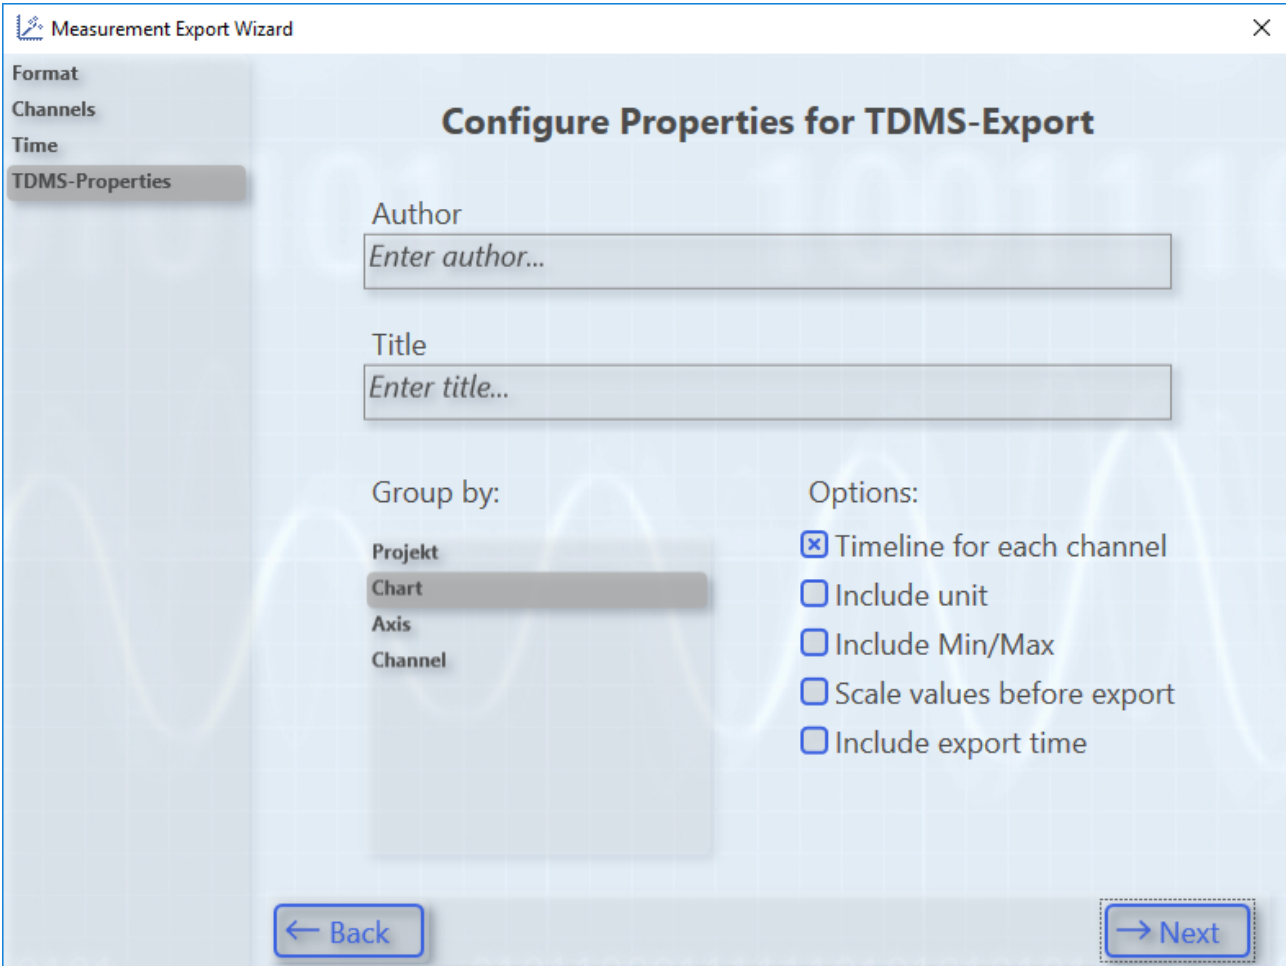 Measurement Export Wizard
Format
Channels
Time
TDMS-Properties
Configure Properties for TDMS-Export
Author
Enter author...
Title
Enter title...
Group by:
Projekt
Chart
Axis
Channel
Options:
Timeline for each channel
Include unit
Include Min/Max
Scale values before export
Include export time
Back
Next